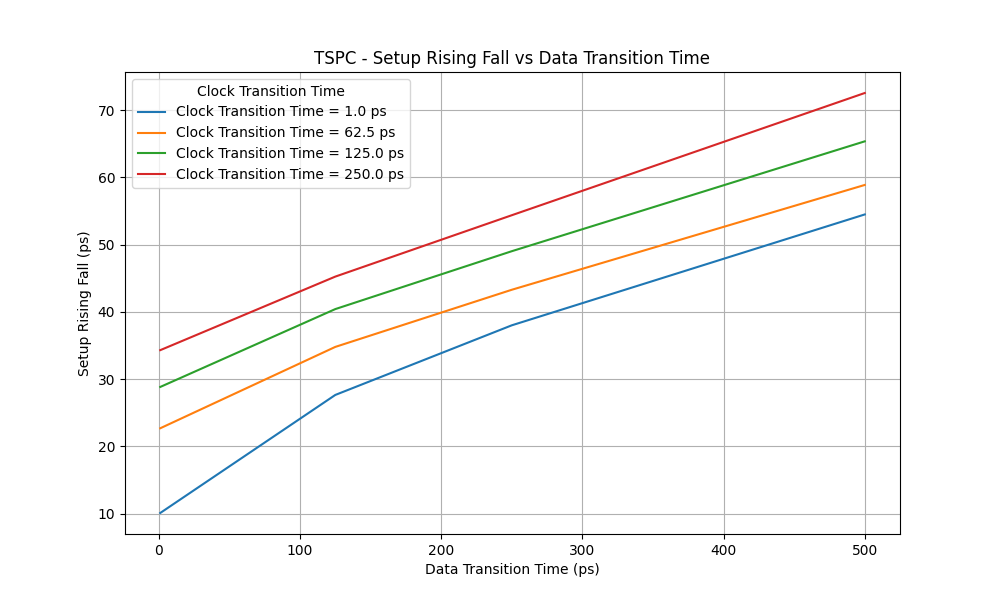 TSPC - Setup Rising Fall vs Data Transition Time
Clock Transition Time
Clock Transition Time = 1.0 ps
Clock Transition Time = 62.5 ps
Clock Transition Time = 125.0 ps
Clock Transition Time = 250.0 ps
Setup Rising Fall (ps)
70
60
50
40
30
20
10
0 100 200 300 400 500
Data Transition Time (ps)